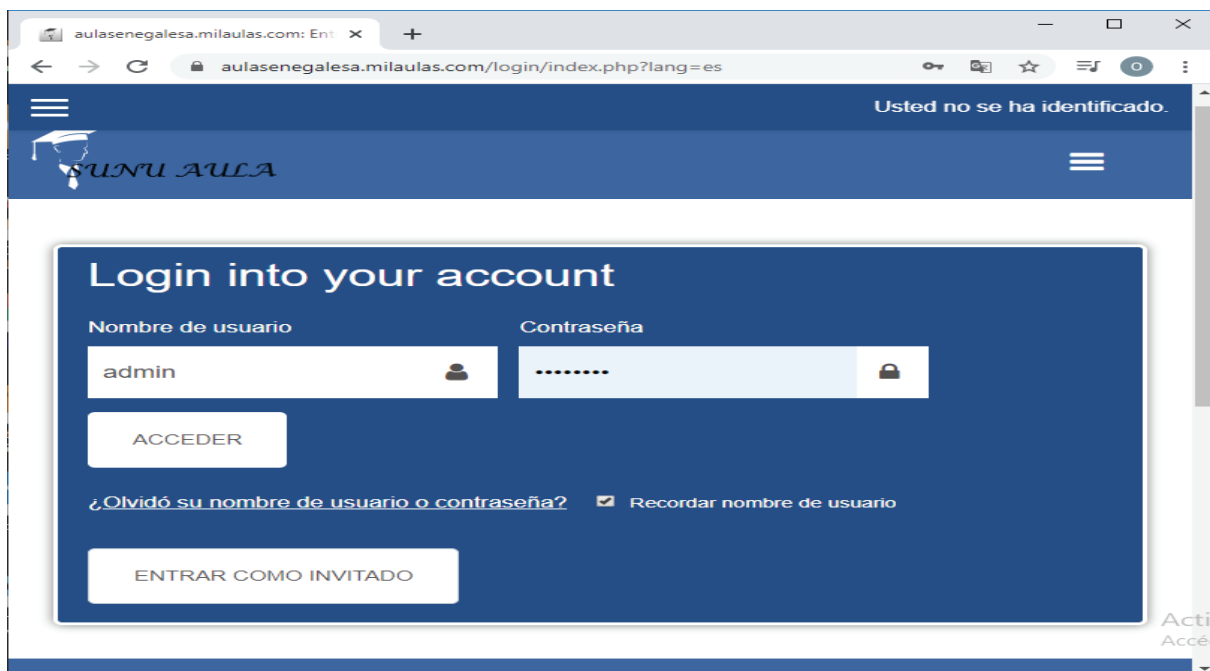 aulasenegalesa.milaulas.com: Ent
aulasenegalesa.milaulas.com/login/index.php?lang=es
O
Usted no se ha identificado.
SUNU AULA
Login into your account
Nombre de usuario
Contraseña
admin
ACCEDER
¿Olvidó su nombre de usuario o contraseña?
Recordar nombre de usuario
ENTRAR COMO INVITADO
Acti
Accé